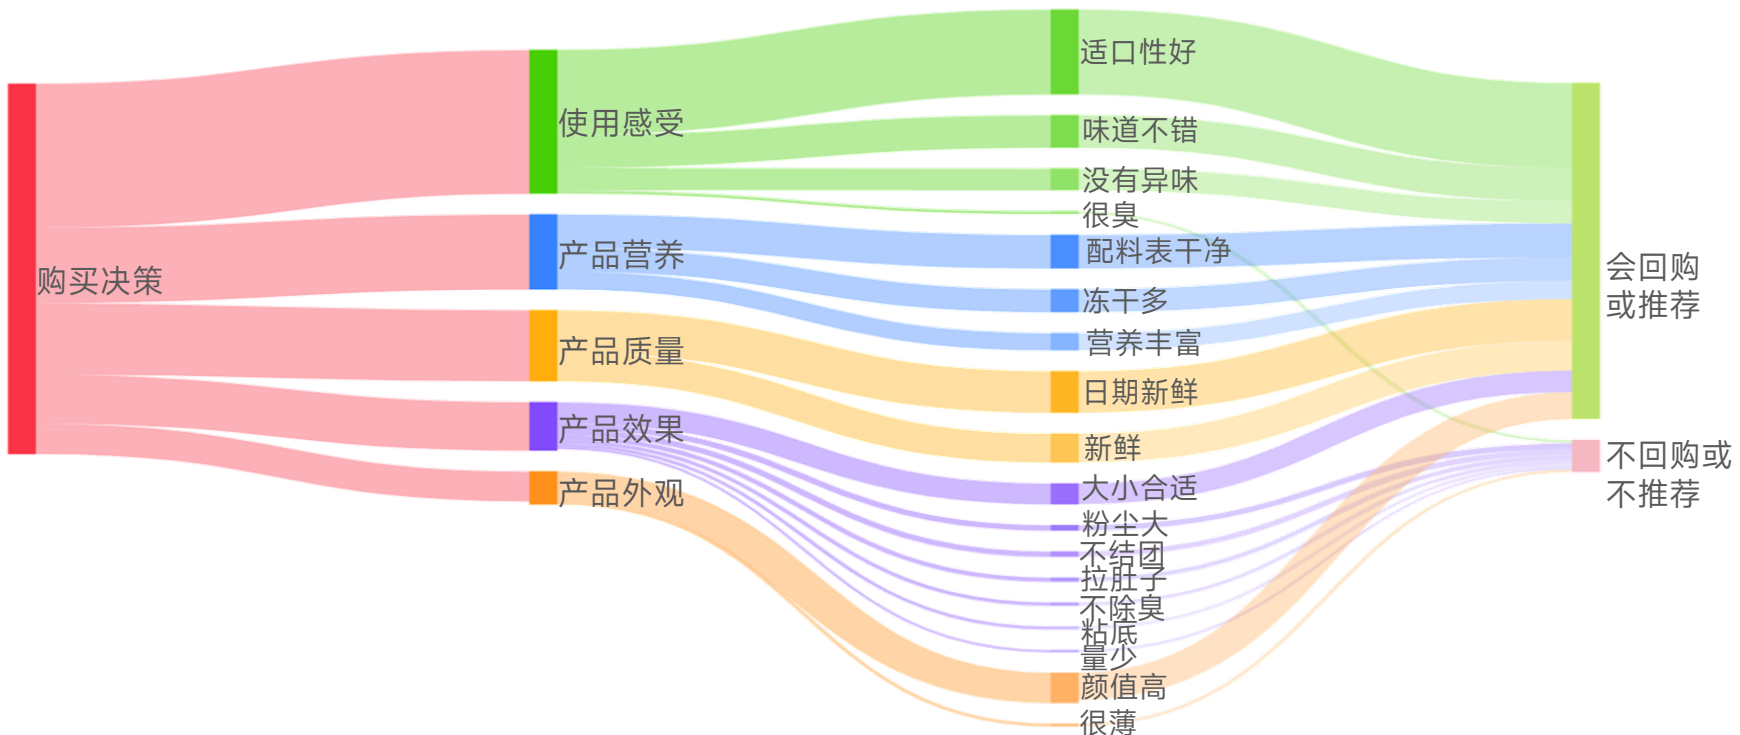 购买决策
使用感受
产品营养
产品质量
产品效果
产品外观
适口性好
味道不错
没有异味
很臭
配料表干净
冻干多
营养丰富
日期新鲜
新鲜
大小合适
粉尘大
不结团
拉肚子
不除臭
粘底
量少
颜值高
很薄
会回购
或推荐
不回购或
不推荐